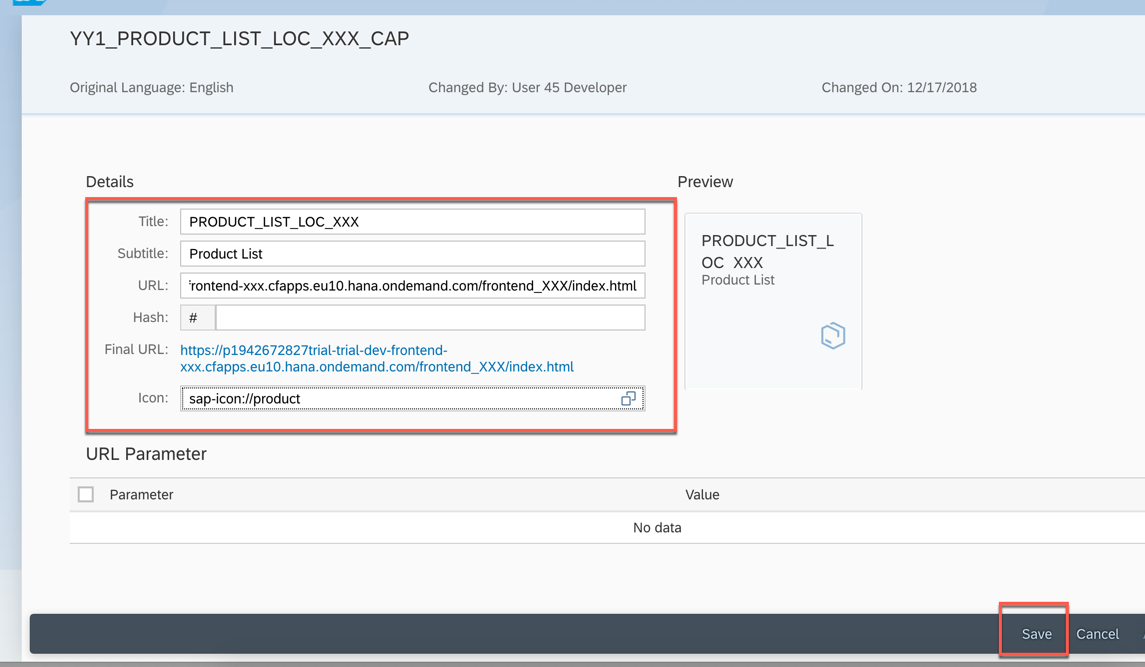 YY1_PRODUCT_LIST_LOC_XXX_CAP
Original Language: English
Changed By: User 45 Developer
Changed On: 12/17/2018
Details
Preview
Title:
PRODUCT_LIST_LOC_XXX
Subtitle:
Product List
URL:
frontend-xxx.cfapps.eu10.hana.ondemand.com/frontend_XXX/index.html
Hash:
#
Final URL:
https://p1942672827trial-trial-dev-frontend-
xxx.cfapps.eu10.hana.ondemand.com/frontend_XXX/index.html
Icon:
sap-icon://product
PRODUCT_LIST_L
OC_XXX
Product List
URL Parameter
Parameter
Value
No data
Save
Cancel